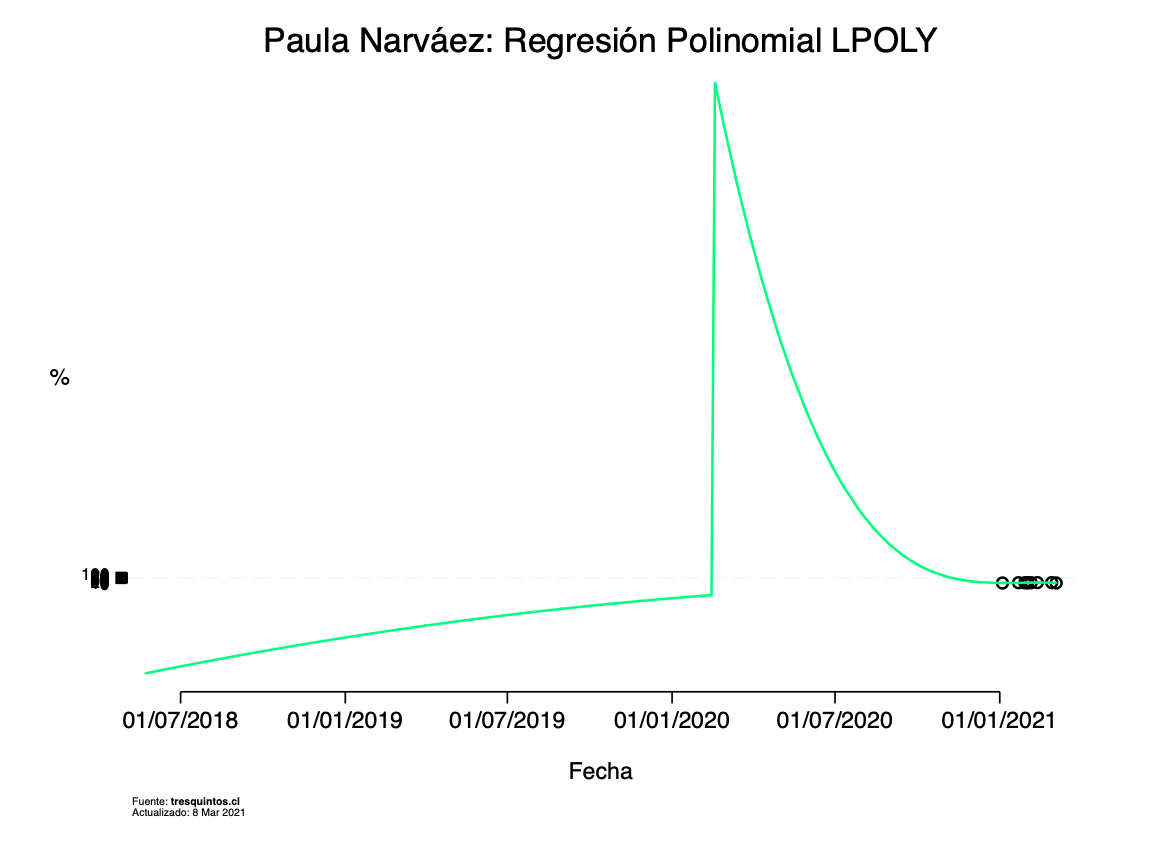 Paula Narváez: Regresión Polinomial LPOLY
%
01/07/2018 01/01/2019 01/07/2019 01/01/2020 01/07/2020 01/01/2021
Fecha
Fuente: tresquintos.cl
Actualizado: 8 Mar 2021